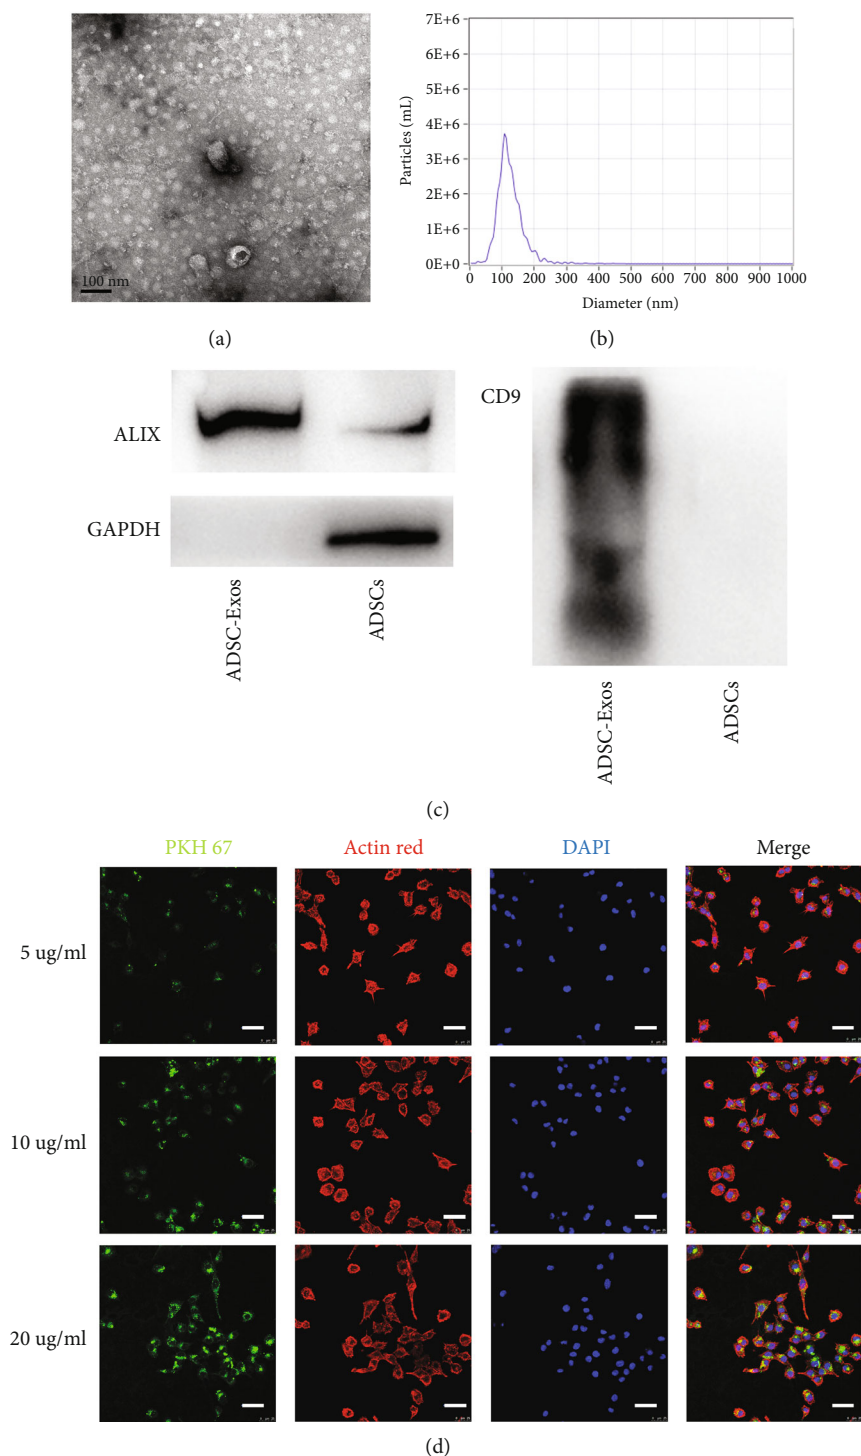 100 nm
(a)
Particles (mL)
7E+6
6E+6
5E+6
4E+6
3E+6
2E+6
1E+6
0E+0
0 100 200 300 400 500 600 700 800 900 1000
Diameter (nm)
(b)
ALIX
GAPDH
ADSC-Exos
ADSCs
CD9
ADSC-Exos
ADSCs
(c)
PKH 67 Actin red DAPI Merge
5 ug/ml
10 ug/ml
20 ug/ml
(d)